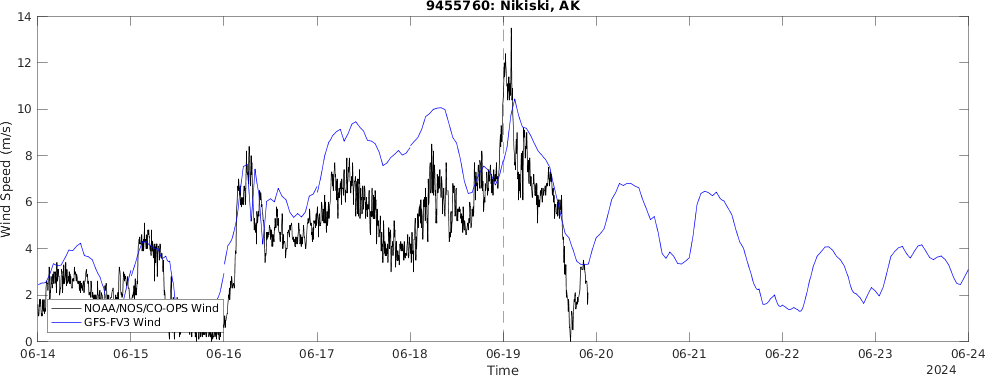 9455760: Nikiski, AK
Wind Speed (m/s)
14
12
10
8
6
4
2
0
NOAA/NOS/CO-OPS Wind
GFS-FV3 Wind
06-14 06-15 06-16 06-17 06-18 06-19 06-20 06-21 06-22 06-23 06-24
Time
2024